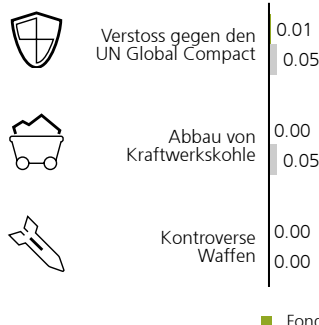 Verstoss gegen den
UN Global Compact
0.01
0.05
Abbau von
Kraftwerkskohle
0.00
0.05
Kontroverse
Waffen
0.00
0.00